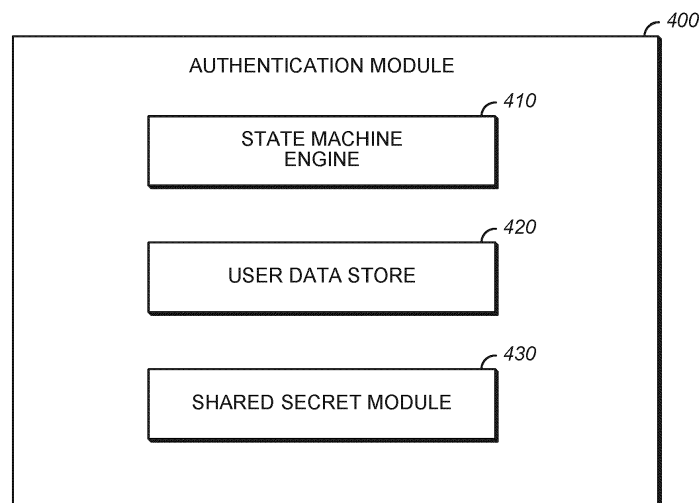 400
AUTHENTICATION MODULE
410
STATE MACHINE
ENGINE
420
USER DATA STORE
430
SHARED SECRET MODULE